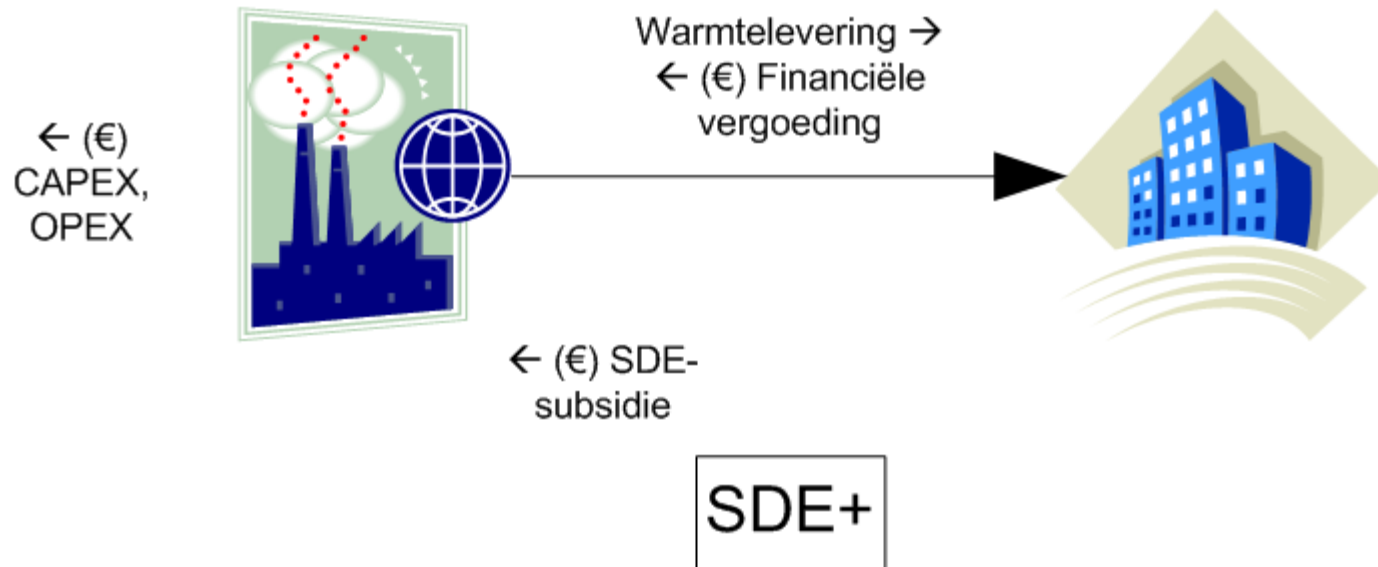 Warmtelevering →
← (€) Financiële
vergoeding
← (€)
CAPEX,
OPEX
← (€) SDE-
subsidie
SDE+